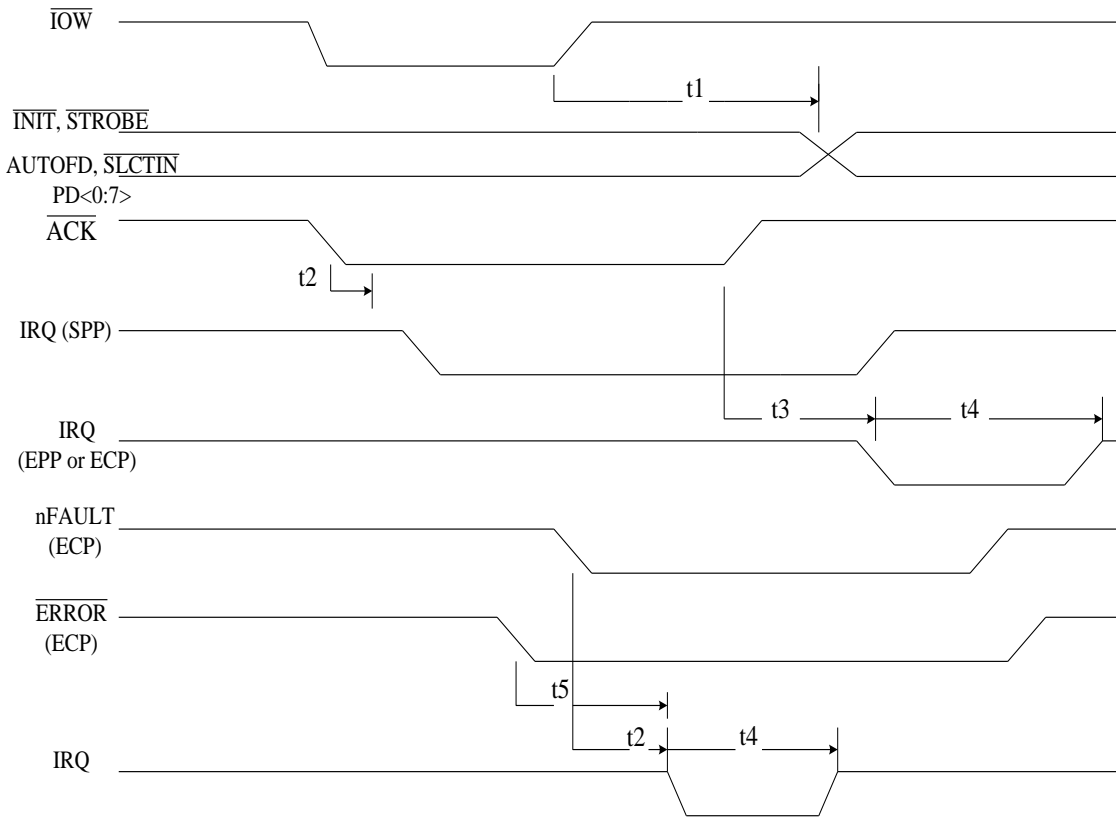 IOW
t1
INIT, STROBE
AUTOFD, SLCTIN
PD<0:7>
ACK
t2
IRQ (SPP)
t3
t4
IRQ
(EPP or ECP)
nFAULT
(ECP)
ERROR
(ECP)
t5
t2
t4
IRQ